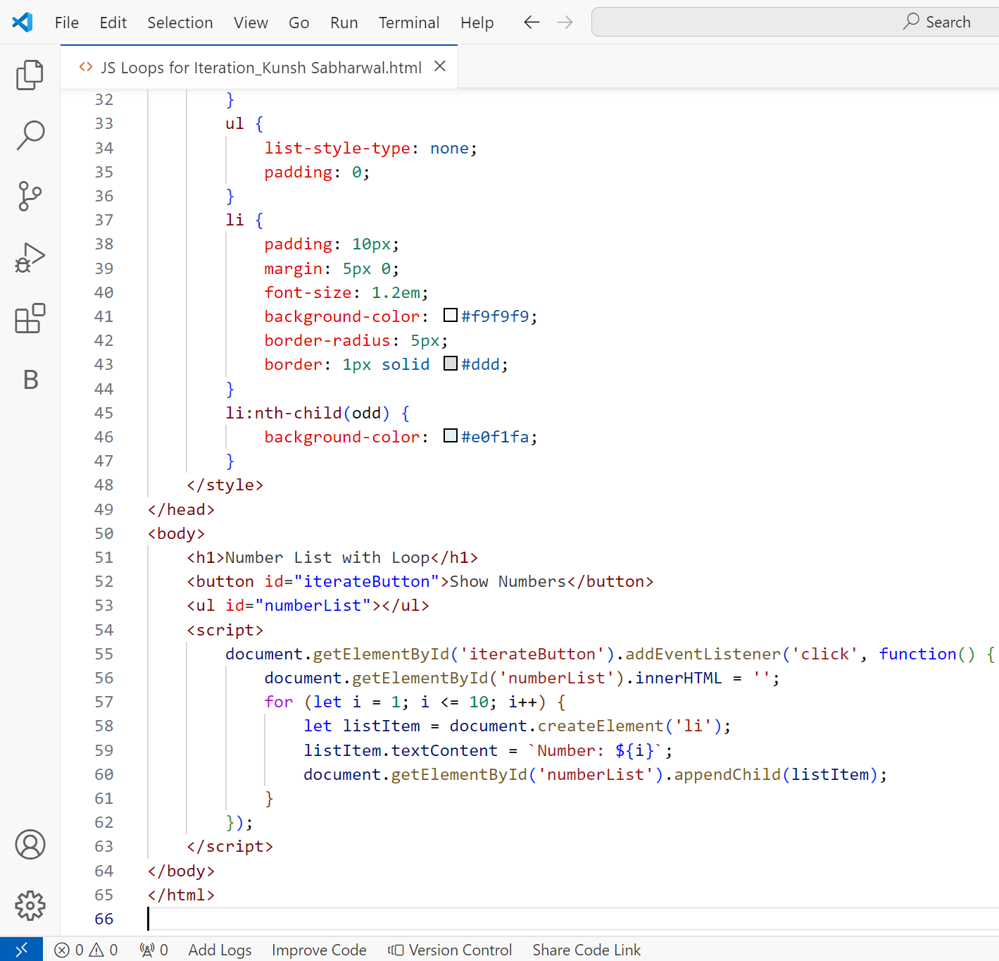 File Edit Selection View Go Run Terminal Help Search
JS Loops for Iteration_Kunsh Sabharwal.html
32 }
33 ul {
34 list-style-type: none;
35 padding: 0;
36 }
37 li {
38 padding: 10px;
39 margin: 5px 0;
40 font-size: 1.2em;
41 background-color: #f9f9f9;
42 border-radius: 5px;
43 border: 1px solid #ddd;
44 }
45 li:nth-child(odd) {
46 background-color: #e0f1fa;
47 }
48 </style>
49 </head>
50 <body>
51 <h1>Number List with Loop</h1>
52 <button id="iterateButton">Show Numbers</button>
53 <ul id="numberList"></ul>
54 <script>
55 document.getElementById('iterateButton').addEventListener('click', function() {
56 document.getElementById('numberList').innerHTML = '';
57 for (let i = 1; i <= 10; i++) {
58 let listItem = document.createElement('li');
59 listItem.textContent = `Number: ${i}`;
60 document.getElementById('numberList').appendChild(listItem);
61 }
62 });
63 </script>
64 </body>
65 </html>
66
B
0 0 0 Add Logs Improve Code Version Control Share Code Link